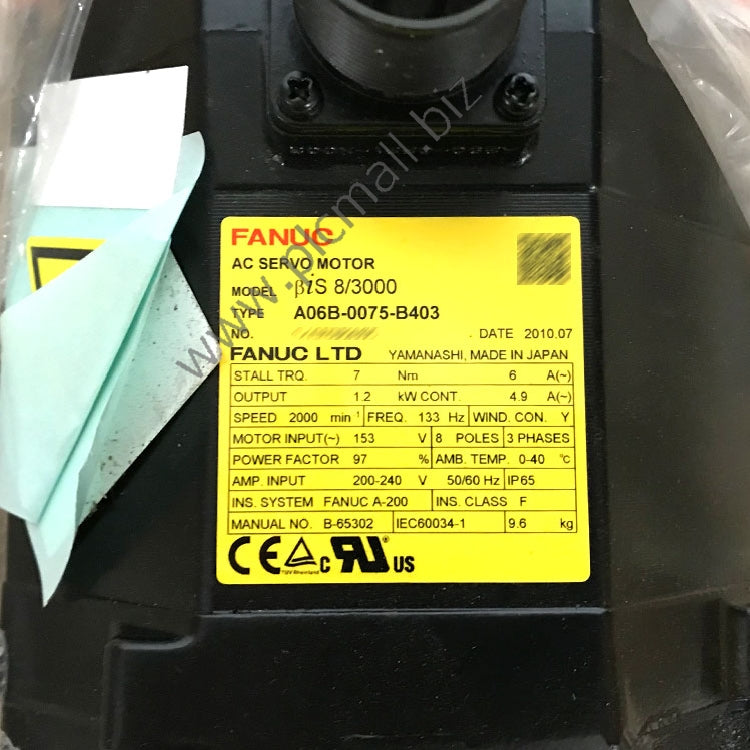 FANUC
AC SERVO MOTOR
MODEL βiS 8/3000
TYPE A06B-0075-B403
NO. DATE 2010.07
FANUC LTD YAMANASHI, MADE IN JAPAN
STALL TRQ. 7 Nm 6 A(~)
OUTPUT 1.2 kW CONT. 4.9 A(~)
SPEED 2000 min⁻¹ FREQ. 133 Hz WIND. CON. Y
MOTOR INPUT(~) 153 V 8 POLES 3 PHASES
POWER FACTOR 97 % AMB. TEMP. 0-40 ℃
AMP. INPUT 200-240 V 50/60 Hz IP65
INS. SYSTEM FANUC A-200 INS. CLASS F
MANUAL NO. B-65302 IEC60034-1 9.6 kg
CE TÜV Rheinland c RU US
www.plcmall.biz